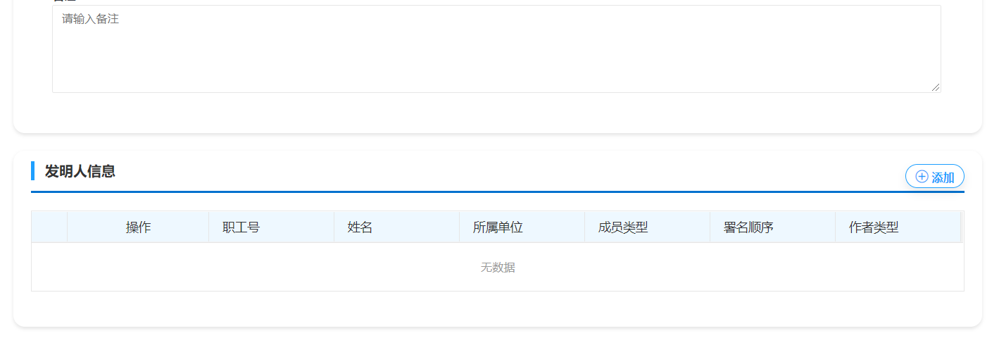 请输入备注
发明人信息
添加
操作 职工号 姓名 所属单位 成员类型 署名顺序 作者类型
无数据